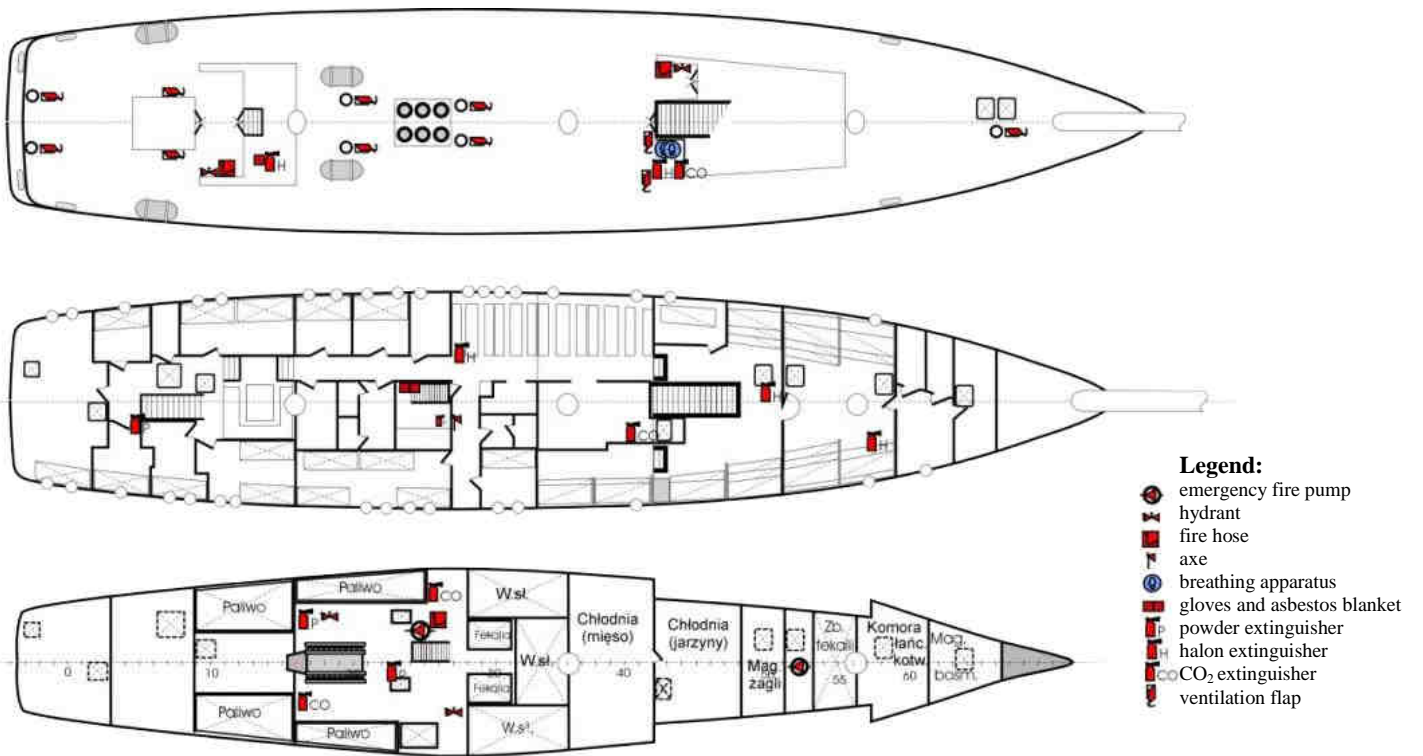 H
H
CO
H
P
CO
H
H
Legend:
emergency fire pump
hydrant
fire hose
axe
breathing apparatus
gloves and asbestos blanket
P powder extinguisher
H halon extinguisher
CO CO₂ extinguisher
ventilation flap
Paliwo
Paliwo
CO
P
W.sł.
Chłodnia
(mięso)
Chłodnia
(jarzyny)
Fekalia
W.sł.
Zb.
fekalii
Komora
łańc.
kotw.
Mag.
bosm.
0
10
40
55
60
Mag.
żagli
Fekalia
CO
Paliwo
Paliwo
W.sł.